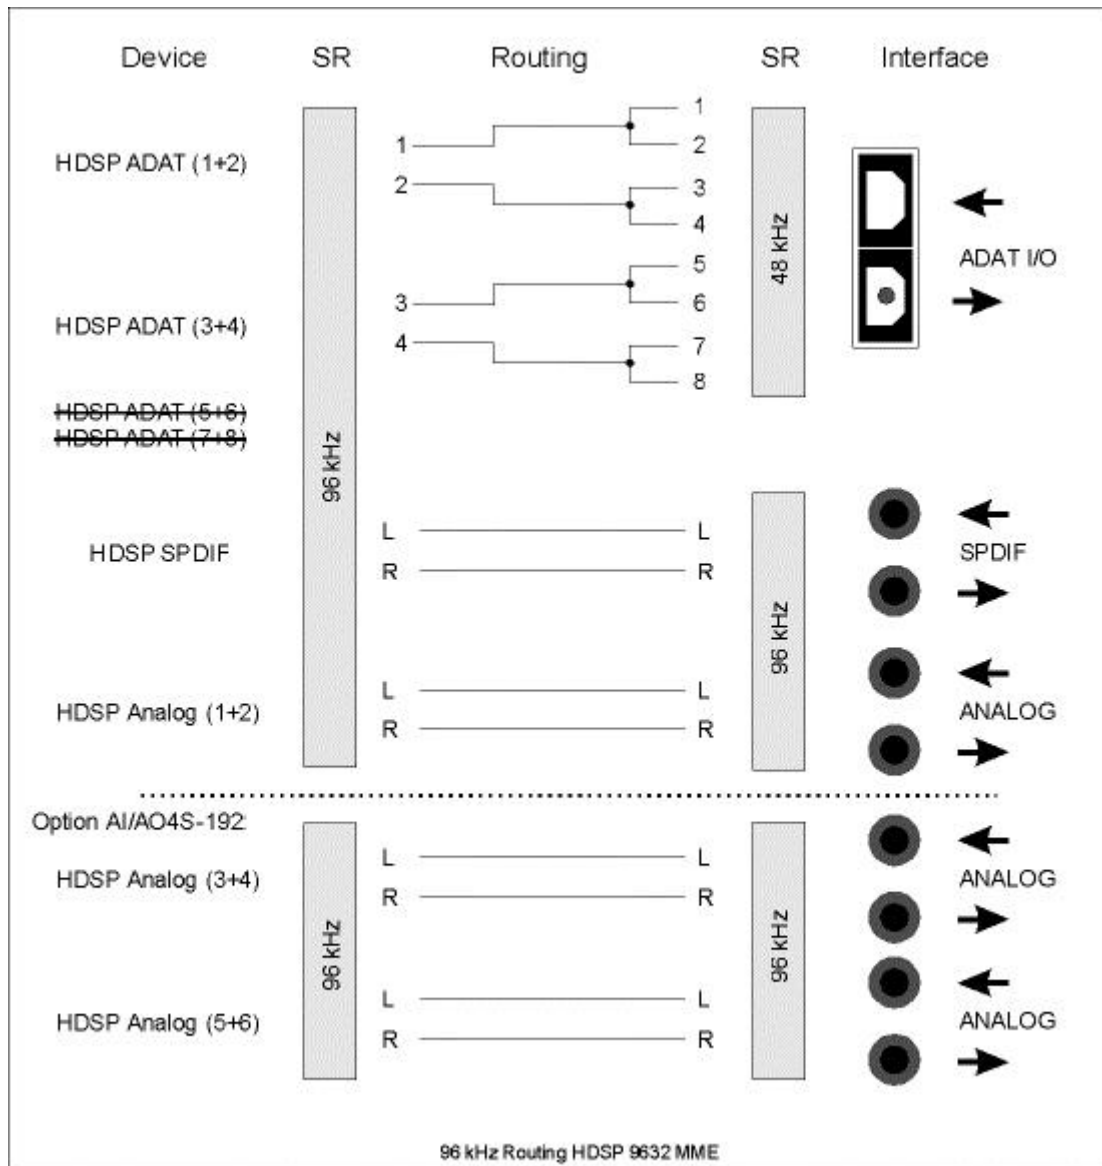 Device SR Routing SR Interface
1
HDSP ADAT (1+2) 1 2
2 3
4
48 kHz
ADAT I/O
5
3 6
HDSP ADAT (3+4)
4 7
8
HDSP ADAT (5+6)
HDSP ADAT (7+8)
96 kHz
L L
HDSP SPDIF SPDIF
R R
96 kHz
L L
HDSP Analog (1+2) ANALOG
R R
Option AI/AO4S-192:
L L
HDSP Analog (3+4) ANALOG
R R
96 kHz 96 kHz
L L
HDSP Analog (5+6) ANALOG
R R
96 kHz Routing HDSP 9632 MME